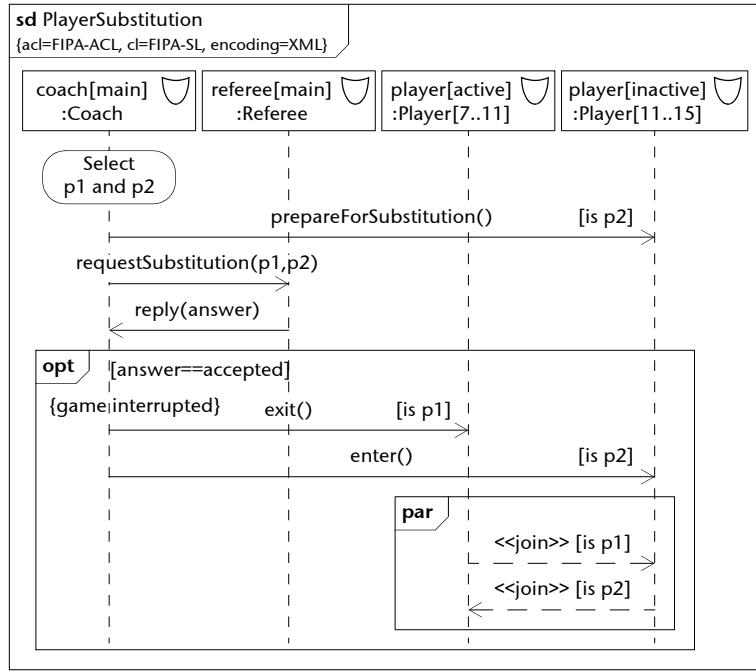 sd PlayerSubstitution
{acl=FIPA-ACL, cl=FIPA-SL, encoding=XML}
coach[main]
:Coach
referee[main]
:Referee
player[active]
:Player[7..11]
player[inactive]
:Player[11..15]
Select
p1 and p2
prepareForSubstitution() [is p2]
requestSubstitution(p1,p2)
reply(answer)
opt [answer==accepted]
{game interrupted} exit() [is p1]
enter() [is p2]
par
<<join>> [is p1]
<<join>> [is p2]